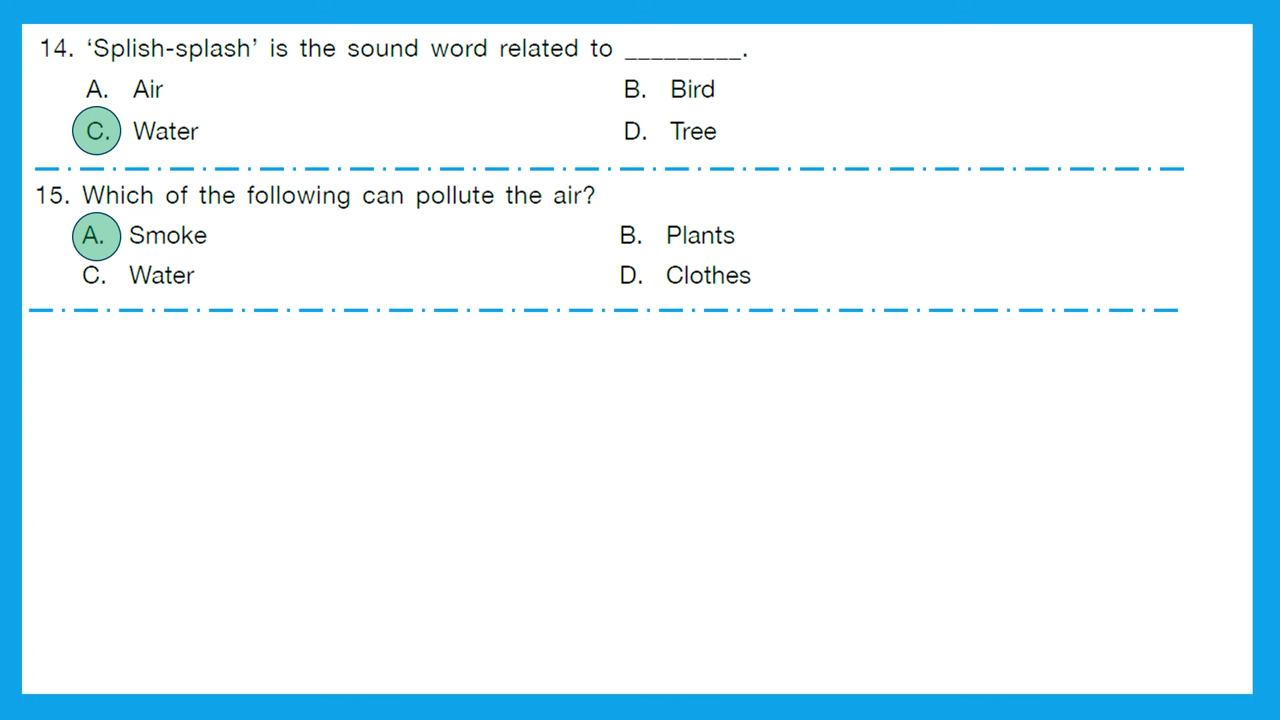 14. ‘Splish-splash’ is the sound word related to _________.
A. Air B. Bird
C. Water D. Tree
15. Which of the following can pollute the air?
A. Smoke B. Plants
C. Water D. Clothes